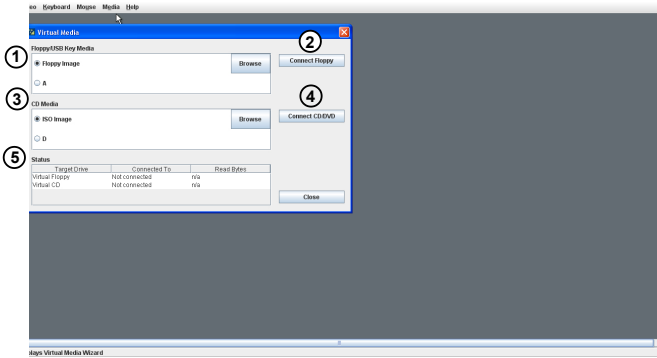 eo Keyboard Mouse Media Help
Virtual Media
Floppy/USB Key Media
1
2
Floppy Image
Browse
Connect Floppy
A
3
CD Media
4
ISO Image
Browse
Connect CD/DVD
D
5
Status
Target Drive Connected To Read Bytes
Virtual Floppy Not connected n/a
Virtual CD Not connected n/a
Close
plays Virtual Media Wizard